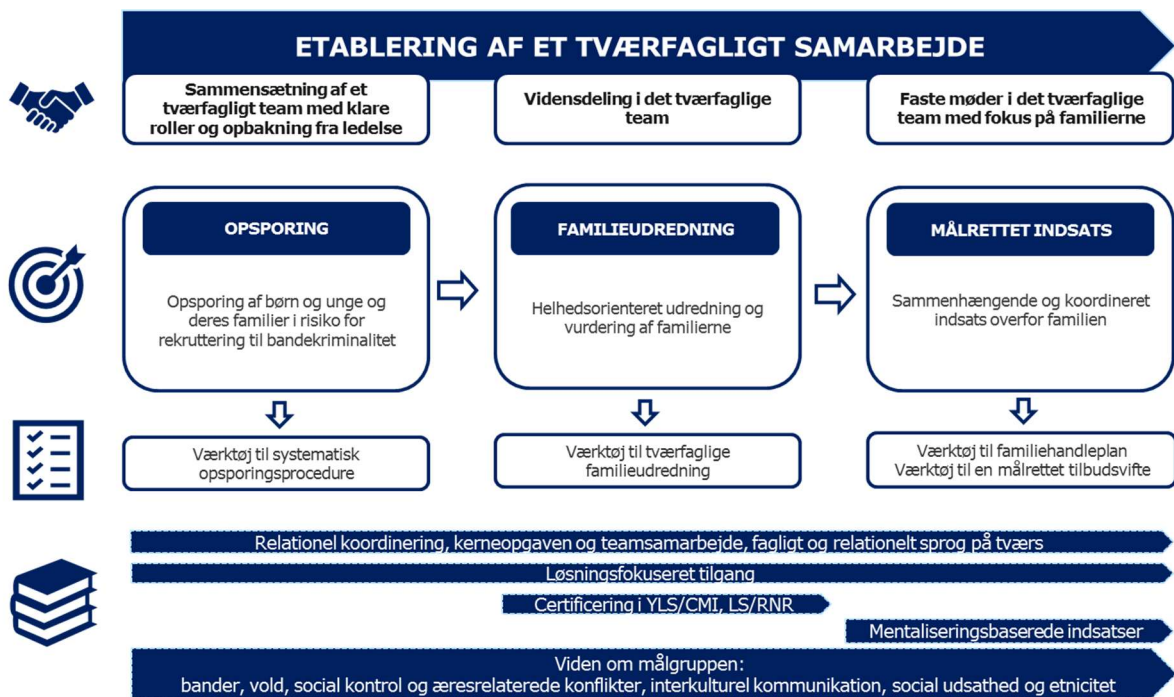 ETABLERING AF ET TVÆRFAGLIGT SAMARBEJDE
Sammensætning af et
tværfagligt team med klare
roller og opbakning fra ledelse
Vidensdeling i det tværfaglige
team
Faste møder i det tværfaglige
team med fokus på familierne
OPSPORING
Opsporing af børn og unge og
deres familier i risiko for
rekruttering til bandekriminalitet
FAMILIEUDREDNING
Helhedsorienteret udredning og
vurdering af familierne
MÅLRETTET INDSATS
Sammenhængende og koordineret
indsats overfor familien
Værktøj til systematisk
opsporingsprocedure
Værktøj til tværfaglige
familieudredning
Værktøj til familiehandleplan
Værktøj til en målrettet tilbudsvifte
Relationel koordinering, kerneopgaven og teamsamarbejde, fagligt og relationelt sprog på tværs
Løsningsfokuseret tilgang
Certificering i YLS/CMI, LS/RNR
Mentaliseringsbaserede indsatser
Viden om målgruppen:
bander, vold, social kontrol og æresrelaterede konflikter, interkulturel kommunikation, social udsathed og etnicitet